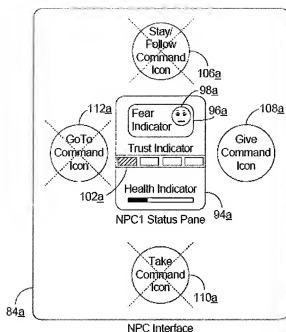 Stay/
Follow
Command
Icon
106a
98a
112a
96a
108a
Fear
Indicator
GoTo
Command
Icon
Give
Command
Icon
Trust Indicator
102a
Health Indicator
94a
NPC1 Status Pane
Take
Command
Icon
110a
84a
NPC Interface